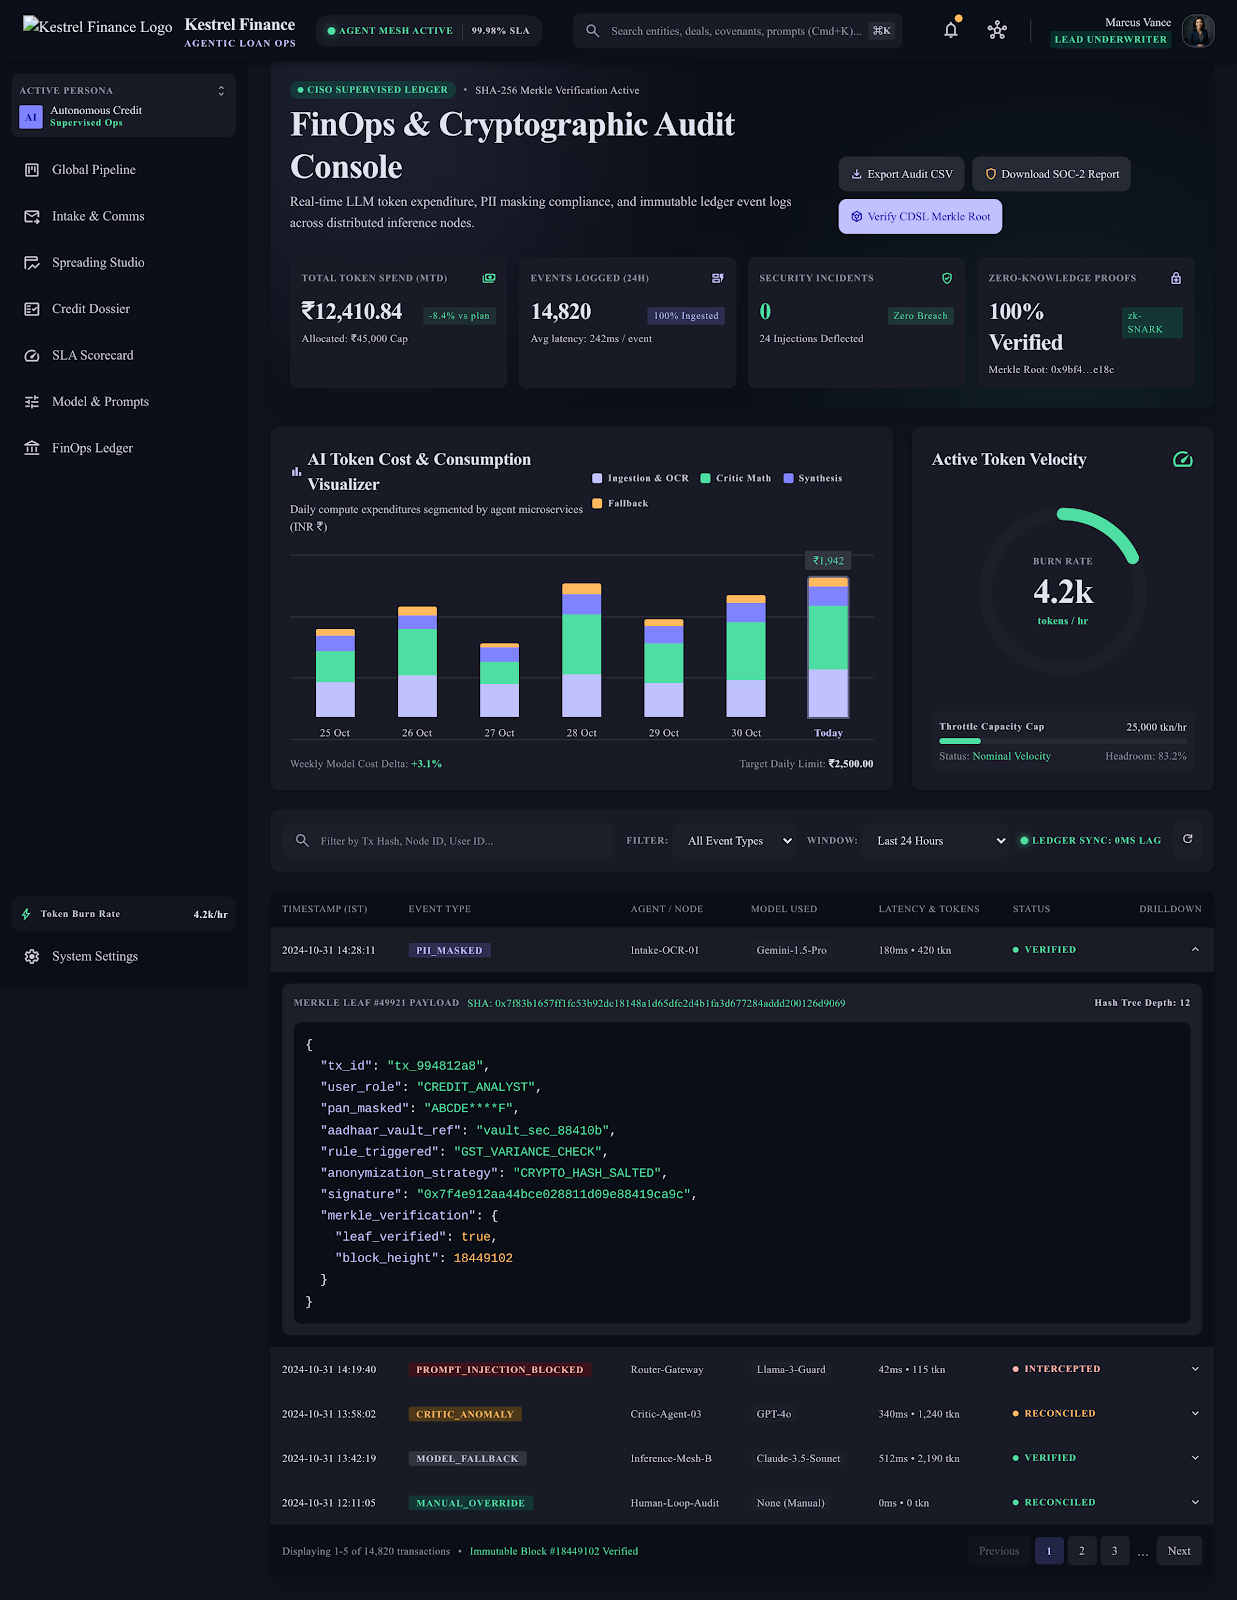 Kestrel Finance Logo
Kestrel Finance
AGENTIC LOAN OPS
AGENT MESH ACTIVE
99.98% SLA
Search entities, deals, covenants, prompts (Cmd+K)...
⌘K
Marcus Vance
LEAD UNDERWRITER
ACTIVE PERSONA
AI
Autonomous Credit
Supervised Ops
Global Pipeline
Intake & Comms
Spreading Studio
Credit Dossier
SLA Scorecard
Model & Prompts
FinOps Ledger
Token Burn Rate
4.2k/hr
System Settings
CISO SUPERVISED LEDGER • SHA-256 Merkle Verification Active
FinOps & Cryptographic Audit
Console
Real-time LLM token expenditure, PII masking compliance, and immutable ledger event logs
across distributed inference nodes.
Export Audit CSV
Download SOC-2 Report
Verify CDSL Merkle Root
TOTAL TOKEN SPEND (MTD)
₹12,410.84
-8.4% vs plan
Allocated: ₹45,000 Cap
EVENTS LOGGED (24H)
14,820
100% Ingested
Avg latency: 242ms / event
SECURITY INCIDENTS
0
Zero Breach
24 Injections Deflected
ZERO-KNOWLEDGE PROOFS
100%
Verified
zk-
SNARK
Merkle Root: 0x9bf4...e18c
AI Token Cost & Consumption
Visualizer
Daily compute expenditures segmented by agent microservices
(INR ₹)
Ingestion & OCR
Critic Math
Synthesis
Fallback
₹1,942
25 Oct
26 Oct
27 Oct
28 Oct
29 Oct
30 Oct
Today
Weekly Model Cost Delta: +3.1%
Target Daily Limit: ₹2,500.00
Active Token Velocity
BURN RATE
4.2k
tokens / hr
Throttle Capacity Cap
25,000 tkn/hr
Status: Nominal Velocity
Headroom: 83.2%
Filter by Tx Hash, Node ID, User ID...
FILTER:
All Event Types
WINDOW:
Last 24 Hours
LEDGER SYNC: 0MS LAG
TIMESTAMP (IST)
EVENT TYPE
AGENT / NODE
MODEL USED
LATENCY & TOKENS
STATUS
DRILLDOWN
2024-10-31 14:28:11
PII_MASKED
Intake-OCR-01
Gemini-1.5-Pro
180ms • 420 tkn
VERIFIED
MERKLE LEAF #49921 PAYLOAD
SHA: 0x7f83b1657ff1fc53b92dc18148a1d65dfc2d4b1fa3d677284addd200126d9069
Hash Tree Depth: 12
{
"tx_id": "tx_994812a8",
"user_role": "CREDIT_ANALYST",
"pan_masked": "ABCDE****F",
"aadhaar_vault_ref": "vault_sec_88410b",
"rule_triggered": "GST_VARIANCE_CHECK",
"anonymization_strategy": "CRYPTO_HASH_SALTED",
"signature": "0x7f4e912aa44bce028811d09e88419ca9c",
"merkle_verification": {
"leaf_verified": true,
"block_height": 18449102
}
}
2024-10-31 14:19:40
PROMPT_INJECTION_BLOCKED
Router-Gateway
Llama-3-Guard
42ms • 115 tkn
INTERCEPTED
2024-10-31 13:58:02
CRITIC_ANOMALY
Critic-Agent-03
GPT-4o
340ms • 1,240 tkn
RECONCILED
2024-10-31 13:42:19
MODEL_FALLBACK
Inference-Mesh-B
Claude-3.5-Sonnet
512ms • 2,190 tkn
VERIFIED
2024-10-31 12:11:05
MANUAL_OVERRIDE
Human-Loop-Audit
None (Manual)
0ms • 0 tkn
RECONCILED
Displaying 1-5 of 14,820 transactions • Immutable Block #18449102 Verified
Previous
1
2
3
...
Next